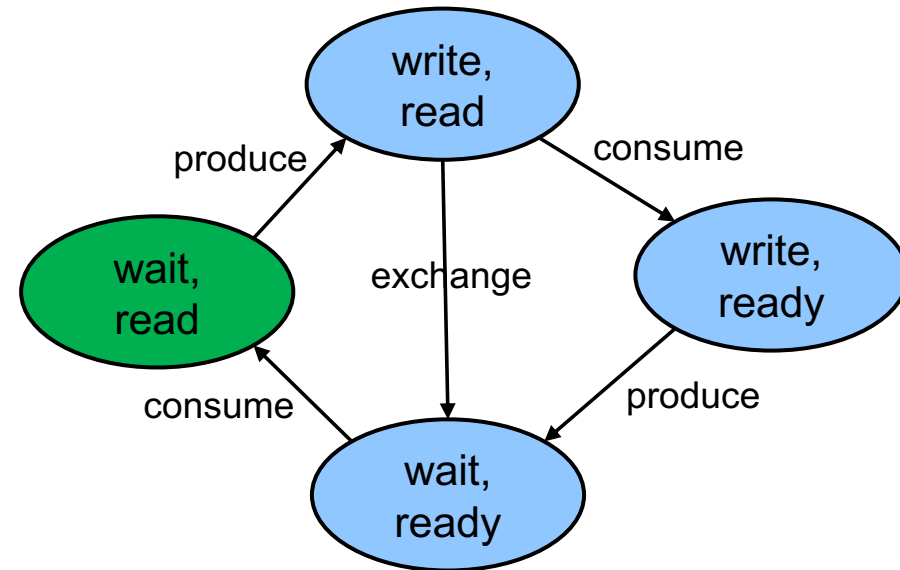 write,
read
produce
consume
wait,
read
exchange
write,
ready
consume
produce
wait,
ready